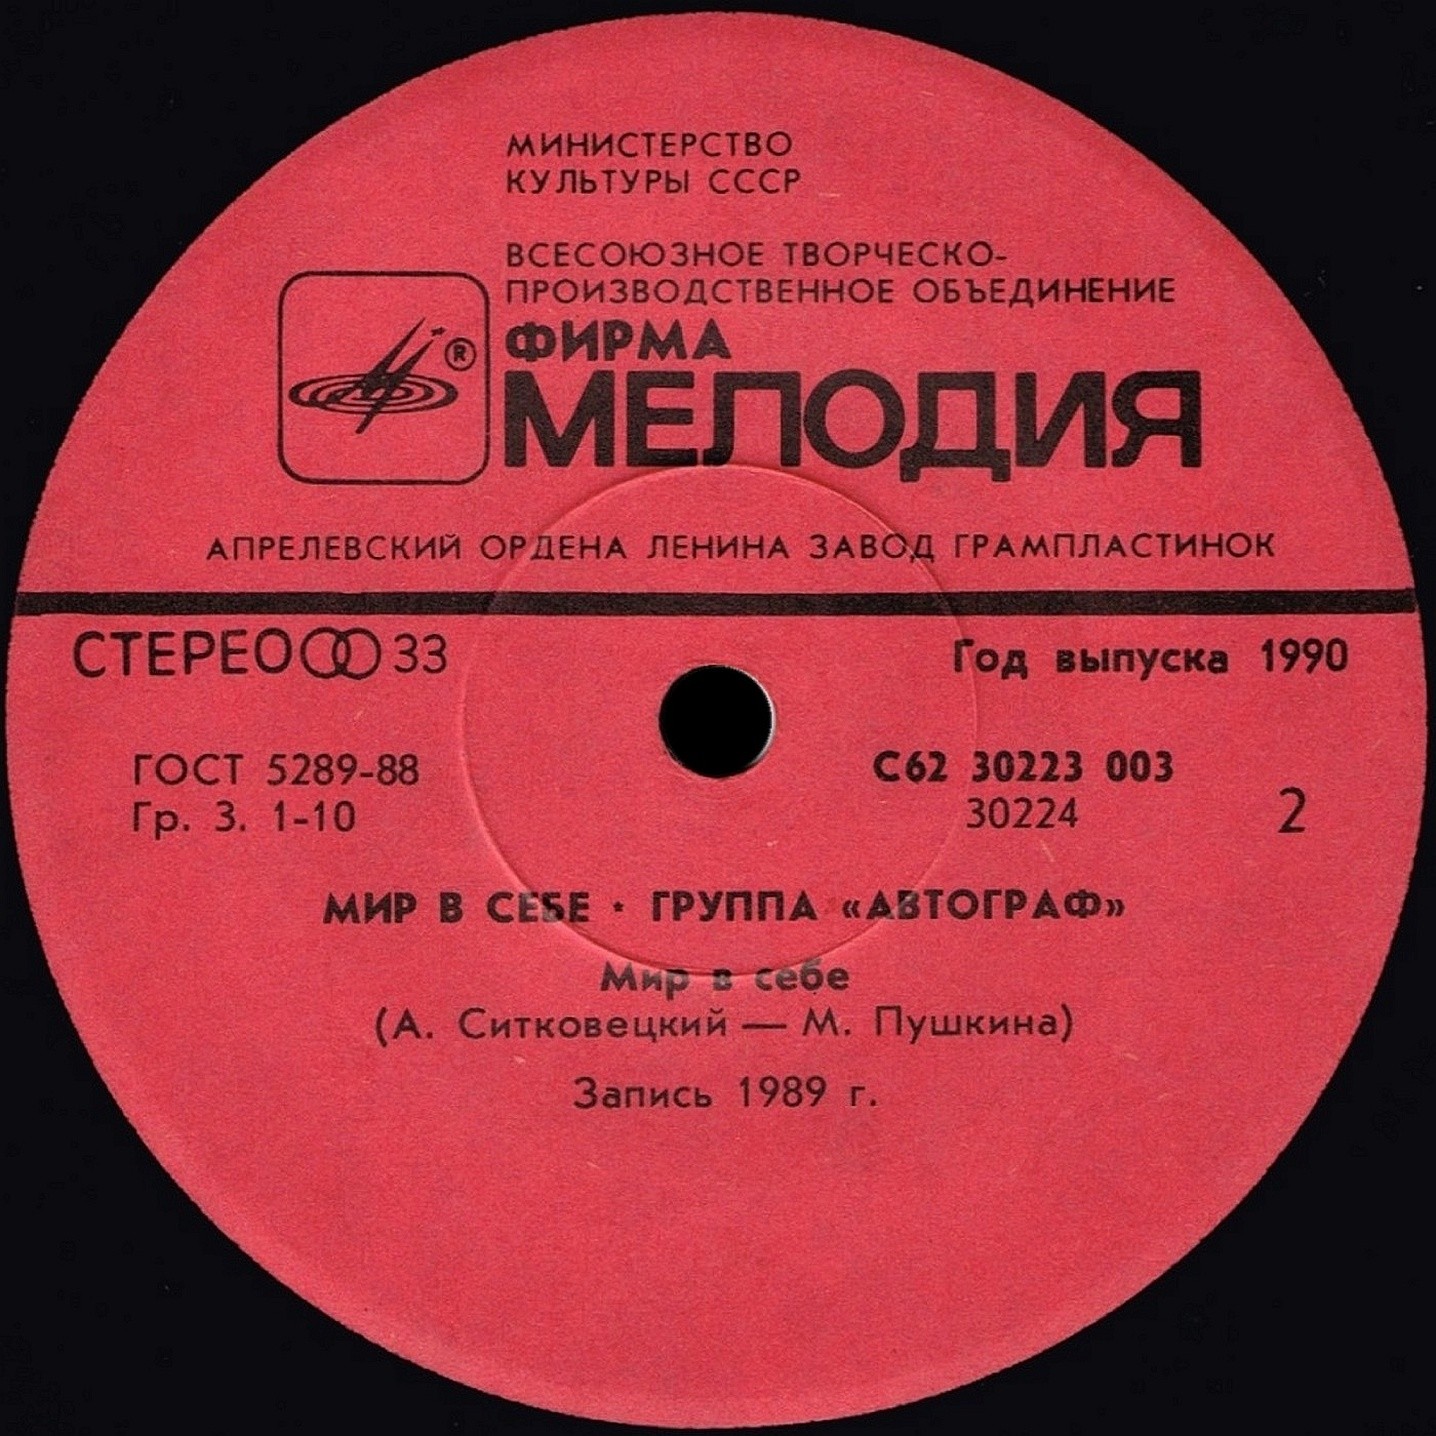 МИНИСТЕРСТВО
КУЛЬТУРЫ СССР
ВСЕСОЮЗНОЕ ТВОРЧЕСКО-
ПРОИЗВОДСТВЕННОЕ ОБЪЕДИНЕНИЕ
®
ФИРМА
МЕЛОДИЯ
АПРЕЛЕВСКИЙ ОРДЕНА ЛЕНИНА ЗАВОД ГРАМПЛАСТИНОК
СТЕРЕО 33
Год выпуска 1990
ГОСТ 5289-88
Гр. 3. 1-10
С62 30223 003
30224
2
МИР В СЕБЕ · ГРУППА «АВТОГРАФ»
Мир в себе
(А. Ситковецкий — М. Пушкина)
Запись 1989 г.